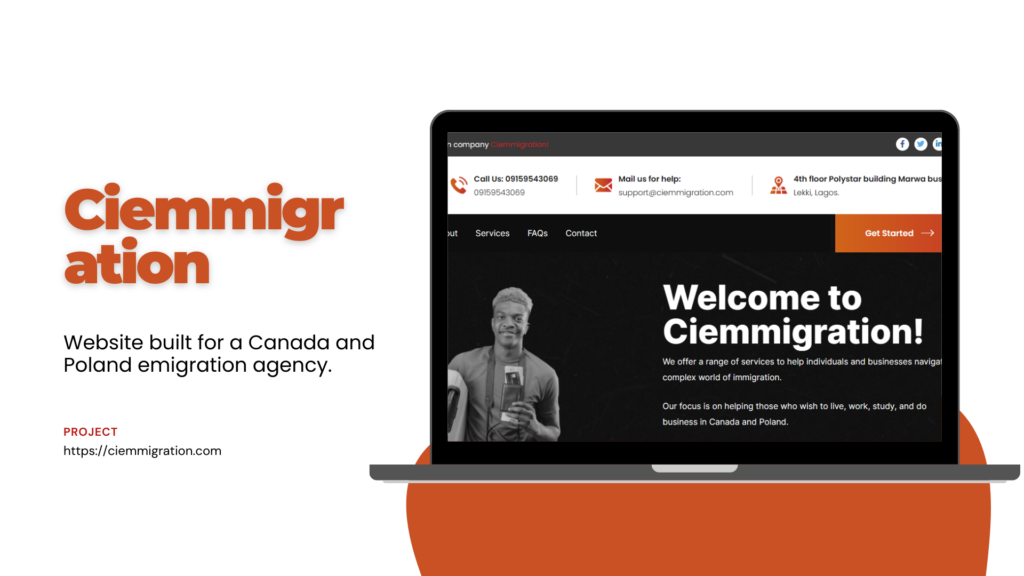 n company Ciemmigration!
Call Us: 09159543069
09159543069
Mail us for help:
support@ciemmigration.com
4th floor Polystar building Marwa bus
Lekki, Lagos.
out Services FAQs Contact
Get Started
Ciemmigr
ation
Welcome to
Ciemmigration!
We offer a range of services to help individuals and businesses navigat
complex world of immigration.
Our focus is on helping those who wish to live, work, study, and do
business in Canada and Poland.
Website built for a Canada and
Poland emigration agency.
PROJECT
https://ciemmigration.com